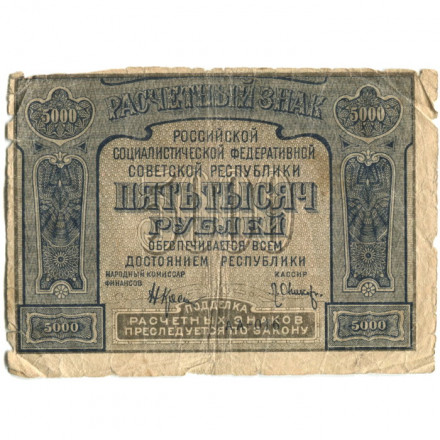 5000 РАСЧЕТНЫЙ ЗНАК 5000
РОССИЙСКОЙ
СОЦИАЛИСТИЧЕСКОЙ ФЕДЕРАТИВНОЙ
СОВЕТСКОЙ РЕСПУБЛИКИ
ПЯТЬ ТЫСЯЧ
РУБЛЕЙ
ОБЕСПЕЧИВАЕТСЯ ВСЕМ
ДОСТОЯНИЕМ РЕСПУБЛИКИ
НАРОДНЫЙ КОМИССАР
ФИНАНСОВ
КАССИР
ПОДДЕЛКА
5000 РАСЧЕТНЫХ ЗНАКОВ 5000
ПРЕСЛЕДУЕТСЯ ПО ЗАКОНУ